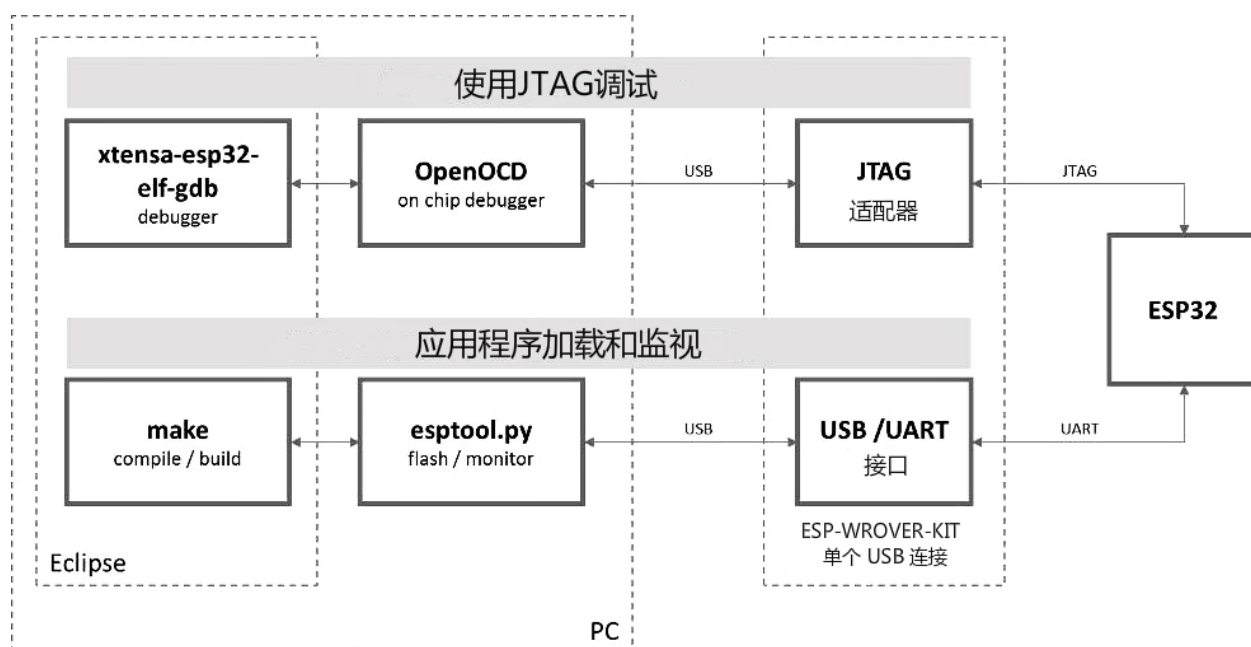 使用JTAG调试
xtensa-esp32-
elf-gdb
debugger
OpenOCD
on chip debugger
USB
JTAG
适配器
JTAG
ESP32
应用程序加载和监视
make
compile / build
esptool.py
flash / monitor
USB
USB /UART
接口
UART
ESP-WROVER-KIT
单个 USB 连接
Eclipse
PC